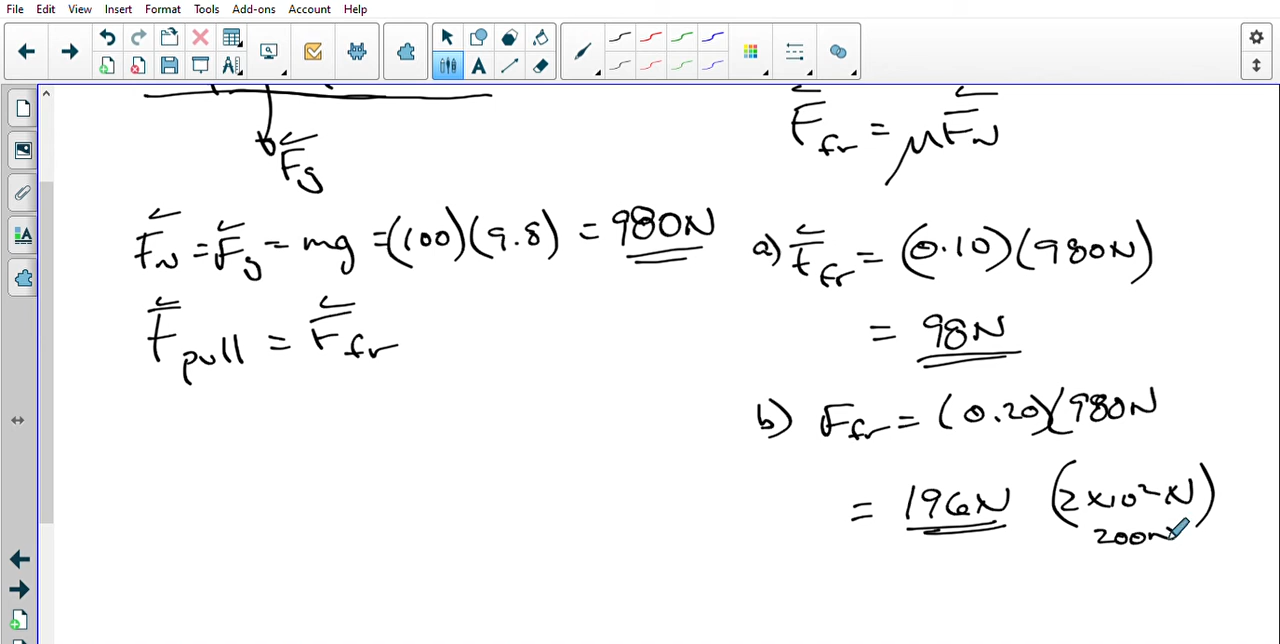 File Edit View Insert Format Tools Add-ons Account Help
F_g
F_fr = μF_N
F_N = F_g = mg = (100)(9.8) = 980N
F_pull = F_fr
a) F_fr = (0.10)(980N)
= 98N
b) F_fr = (0.20)(980N
= 196N (2 x 10² N)
200N